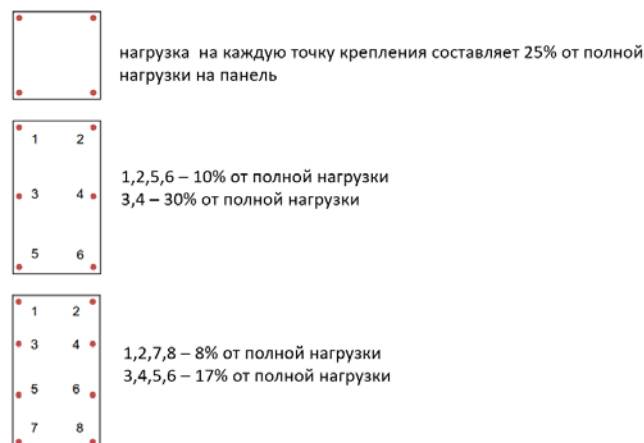 нагрузка на каждую точку крепления составляет 25% от полной
нагрузки на панель
1 2
3 4
5 6
1,2,5,6 – 10% от полной нагрузки
3,4 – 30% от полной нагрузки
1 2
3 4
5 6
7 8
1,2,7,8 – 8% от полной нагрузки
3,4,5,6 – 17% от полной нагрузки